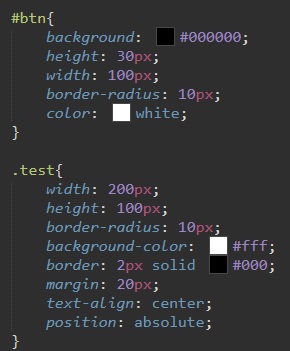 #btn{
    background: #000000;
    height: 30px;
    width: 100px;
    border-radius: 10px;
    color: white;
}

.test{
    width: 200px;
    height: 100px;
    border-radius: 10px;
    background-color: #fff;
    border: 2px solid #000;
    margin: 20px;
    text-align: center;
    position: absolute;
}